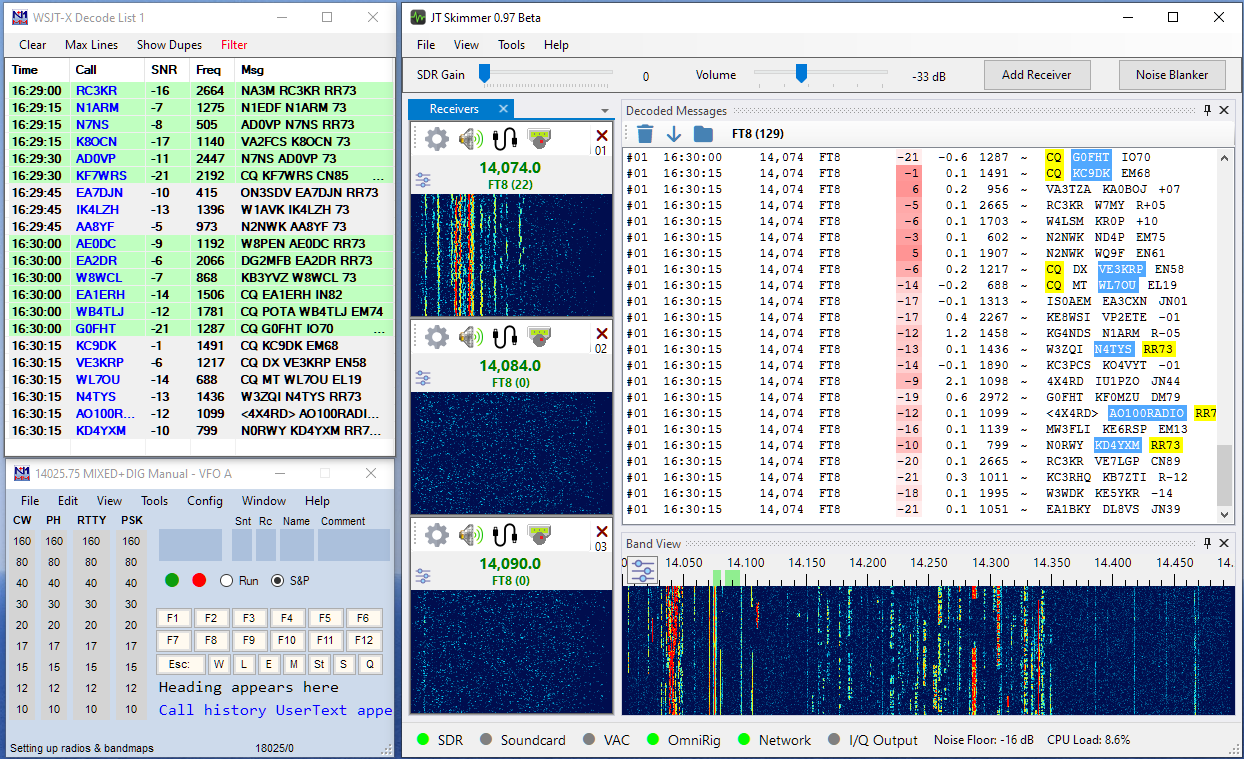 WSJT-X Decode List 1
Clear Max Lines Show Dupes Filter
Time Call SNR Freq Msg
16:29:00 RC3KR -16 2664 NA3M RC3KR RR73
16:29:15 N1ARM -7 1275 N1EDF N1ARM 73
16:29:15 N7NS -8 505 AD0VP N7NS RR73
16:29:15 K8OCN -17 1140 VA2FCS K8OCN 73
16:29:30 AD0VP -11 2447 N7NS AD0VP 73
16:29:30 KF7WRS -21 2192 CQ KF7WRS CN85 ...
16:29:45 EA7DJN -10 415 ON3SDV EA7DJN RR73
16:29:45 IK4LZH -13 1396 W1AVK IK4LZH 73
16:29:45 AA8YF -5 973 N2NWK AA8YF 73
16:30:00 AE0DC -9 1192 W8PEN AE0DC RR73
16:30:00 EA2DR -6 2066 DG2MFB EA2DR RR73
16:30:00 W8WCL -7 868 KB3YVZ W8WCL 73
16:30:00 EA1ERH -14 1506 CQ EA1ERH IN82
16:30:00 WB4TLJ -12 1781 CQ POTA WB4TLJ EM74
16:30:00 G0FHT -21 1287 CQ G0FHT IO70 ...
16:30:15 KC9DK -1 1491 CQ KC9DK EM68
16:30:15 VE3KRP -6 1217 CQ DX VE3KRP EN58
16:30:15 WL7OU -14 688 CQ MT WL7OU EL19
16:30:15 N4TYS -13 1436 W3ZQI N4TYS RR73
16:30:15 AO100R... -12 1099 <4X4RD> AO100RADI...
16:30:15 KD4YXM -10 799 N0RWY KD4YXM RR7...
14025.75 MIXED+DIG Manual - VFO A
File Edit View Tools Config Window Help
CW PH RTTY PSK Snt Rc Name Comment
160 160 160 160
80 80 80 80
40 40 40 40 Run S&P
30 30 30 30
20 20 20 20 F1 F2 F3 F4 F5 F6
17 17 17 17 F7 F8 F9 F10 F11 F12
15 15 15 15 Esc: W L E M St S Q
12 12 12 12 Heading appears here
10 10 10 10 Call history UserText appe
Setting up radios & bandmaps 18025/0
JT Skimmer 0.97 Beta
File View Tools Help
SDR Gain 0 Volume -33 dB Add Receiver Noise Blanker
Receivers
01
14,074.0
FT8 (22)
02
14,084.0
FT8 (0)
03
14,090.0
FT8 (0)
Decoded Messages
FT8 (129)
#01 16:30:00 14,074 FT8 -21 -0.6 1287 ~ CQ G0FHT IO70
#01 16:30:15 14,074 FT8 -1 0.1 1491 ~ CQ KC9DK EM68
#01 16:30:15 14,074 FT8 6 0.2 956 ~ VA3TZA KA0BOJ +07
#01 16:30:15 14,074 FT8 -5 0.1 2665 ~ RC3KR W7MY R+05
#01 16:30:15 14,074 FT8 -6 0.1 1703 ~ W4LSM KR0P +10
#01 16:30:15 14,074 FT8 -3 0.1 602 ~ N2NWK ND4P EM75
#01 16:30:15 14,074 FT8 5 0.1 1907 ~ N2NWK WQ9F EN61
#01 16:30:15 14,074 FT8 -6 0.2 1217 ~ CQ DX VE3KRP EN58
#01 16:30:15 14,074 FT8 -14 -0.2 688 ~ CQ MT WL7OU EL19
#01 16:30:15 14,074 FT8 -17 0.1 1313 ~ IS0AEM EA3CXN JN01
#01 16:30:15 14,074 FT8 -17 0.4 2267 ~ KE8WSI VP2ETE -01
#01 16:30:15 14,074 FT8 -12 1.2 1458 ~ KG4NDS N1ARM R-05
#01 16:30:15 14,074 FT8 -13 0.1 1436 ~ W3ZQI N4TYS RR73
#01 16:30:15 14,074 FT8 -14 -0.1 1890 ~ KC3PCS KO4VYT -01
#01 16:30:15 14,074 FT8 -9 2.1 1098 ~ 4X4RD IU1PZO JN44
#01 16:30:15 14,074 FT8 -19 0.6 2972 ~ G0FHT KF0MZU DM79
#01 16:30:15 14,074 FT8 -12 0.1 1099 ~ <4X4RD> AO100RADIO RR7
#01 16:30:15 14,074 FT8 -16 0.1 1139 ~ MW3FLI KE6RSP EM13
#01 16:30:15 14,074 FT8 -10 0.1 799 ~ N0RWY KD4YXM RR73
#01 16:30:15 14,074 FT8 -20 0.1 2665 ~ RC3KR VE7LGP CN89
#01 16:30:15 14,074 FT8 -21 0.3 1011 ~ KC3RHQ KB7ZTI R-12
#01 16:30:15 14,074 FT8 -18 0.1 1995 ~ W3WDK KE5YKR -14
#01 16:30:15 14,074 FT8 -21 0.1 1051 ~ EA1BKY DL8VS JN39
Band View
14.050 14.100 14.150 14.200 14.250 14.300 14.350 14.400 14.450 14.
SDR Soundcard VAC OmniRig Network I/Q Output Noise Floor: -16 dB CPU Load: 8.6%